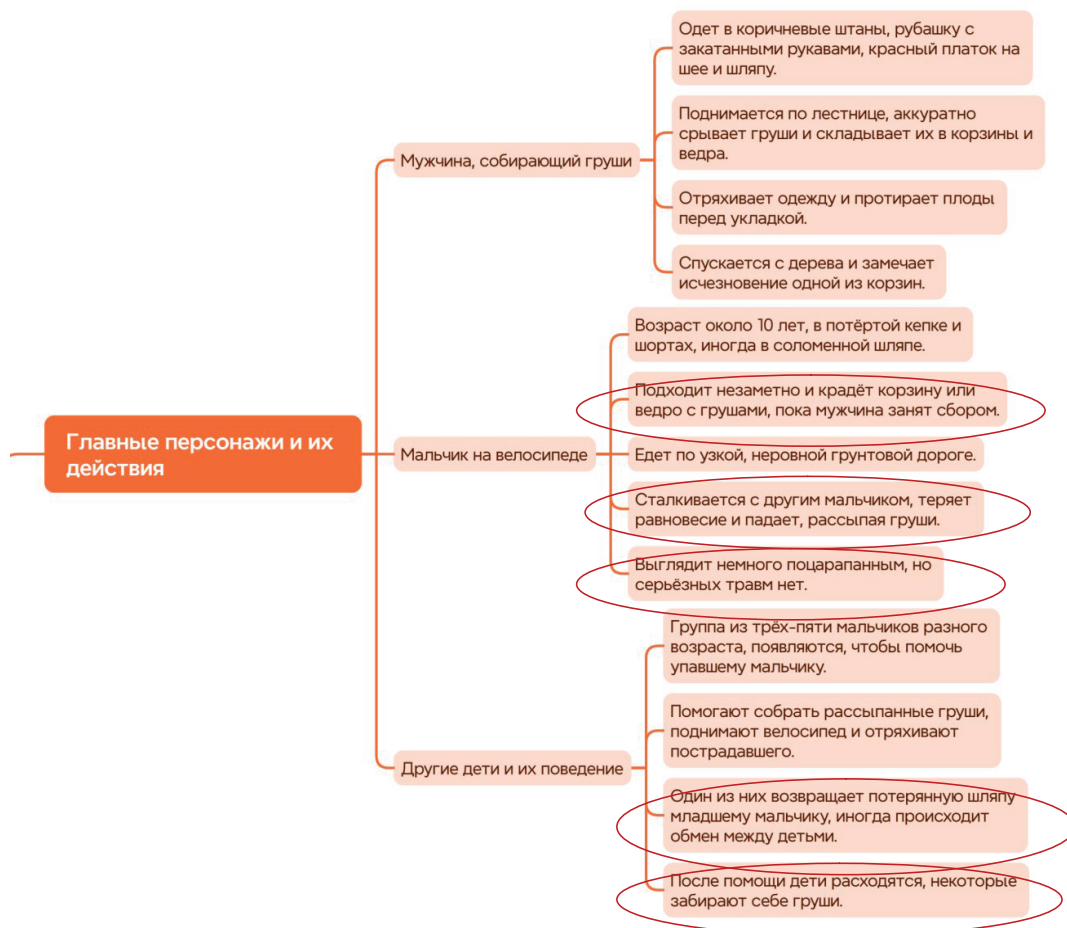 Главные персонажи и их
действия
Мужчина, собирающий груши
Одет в коричневые штаны, рубашку с
закатанными рукавами, красный платок на
шее и шляпу.
Поднимается по лестнице, аккуратно
срывает груши и складывает их в корзины и
ведра.
Отряхивает одежду и протирает плоды
перед укладкой.
Спускается с дерева и замечает
исчезновение одной из корзин.
Мальчик на велосипеде
Возраст около 10 лет, в потёртой кепке и
шортах, иногда в соломенной шляпе.
Подходит незаметно и крадёт корзину или
ведро с грушами, пока мужчина занят сбором.
Едет по узкой, неровной грунтовой дороге.
Сталкивается с другим мальчиком, теряет
равновесие и падает, рассыпая груши.
Выглядит немного поцарапанным, но
серьёзных травм нет.
Другие дети и их поведение
Группа из трёх-пяти мальчиков разного
возраста, появляются, чтобы помочь
упавшему мальчику.
Помогают собрать рассыпанные груши,
поднимают велосипед и отряхивают
пострадавшего.
Один из них возвращает потерянную шляпу
младшему мальчику, иногда происходит
обмен между детьми.
После помощи дети расходятся, некоторые
забирают себе груши.